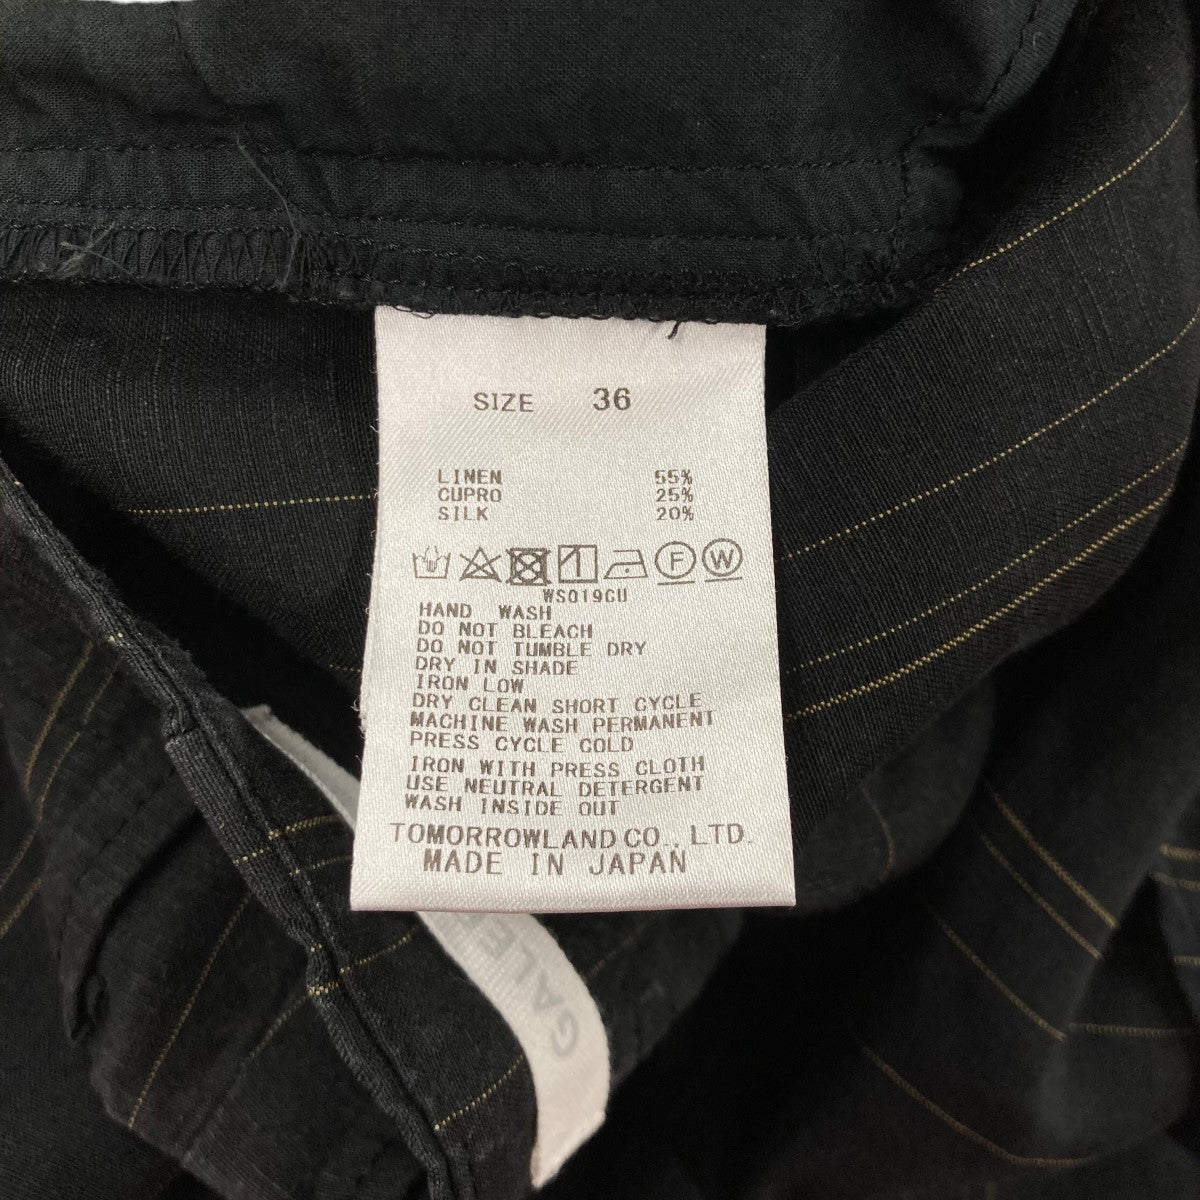 SIZE 36
LINEN 55%
CUPRO 25%
SILK 20%
F W
WS019CU
HAND WASH
DO NOT BLEACH
DO NOT TUMBLE DRY
DRY IN SHADE
IRON LOW
DRY CLEAN SHORT CYCLE
MACHINE WASH PERMANENT
PRESS CYCLE COLD
IRON WITH PRESS CLOTH
USE NEUTRAL DETERGENT
WASH INSIDE OUT
TOMORROWLAND CO., LTD.
MADE IN JAPAN